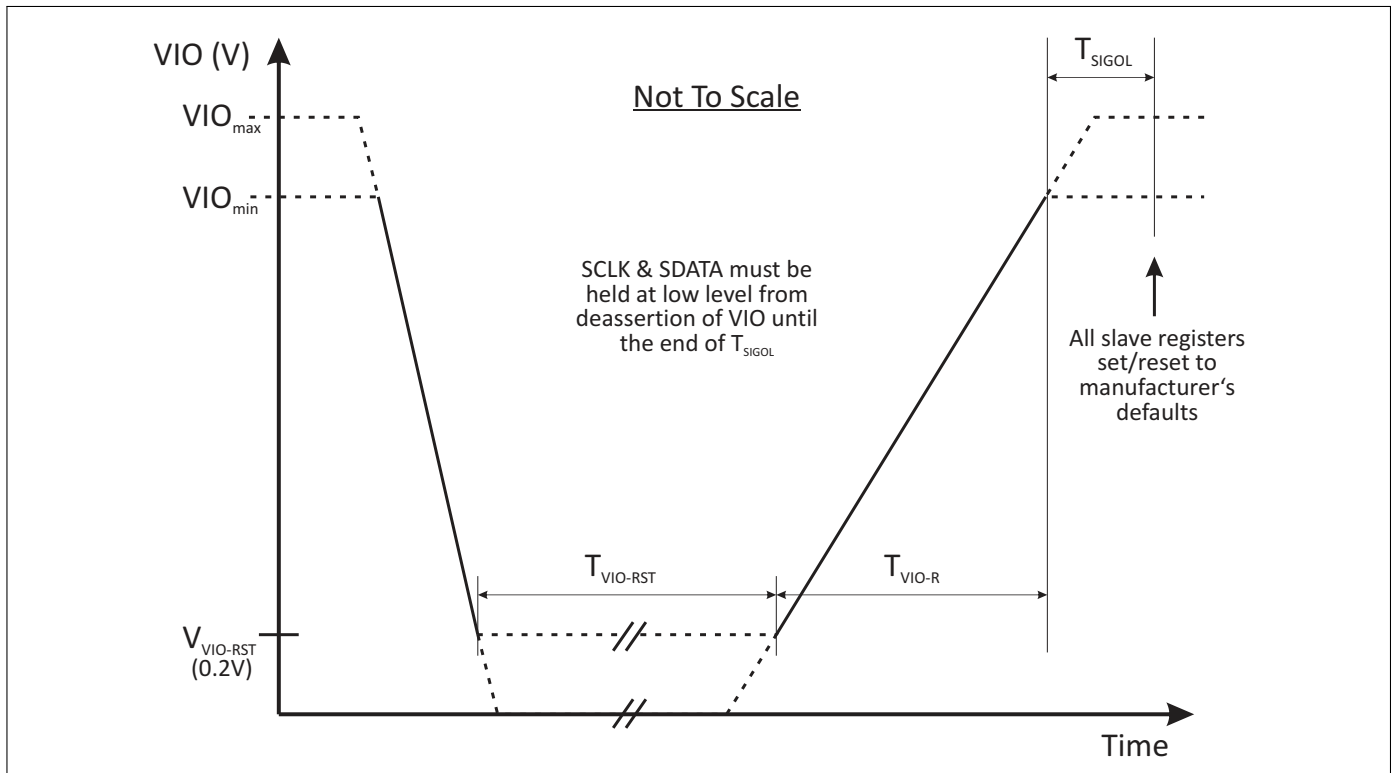 VIO (V)
T_SIGOL
Not To Scale
VIO_max
VIO_min
SCLK & SDATA must be
held at low level from
deassertion of VIO until
the end of T_SIGOL
All slave registers
set/reset to
manufacturer‘s
defaults
T_VIO-RST
T_VIO-R
V_VIO-RST
(0.2V)
Time